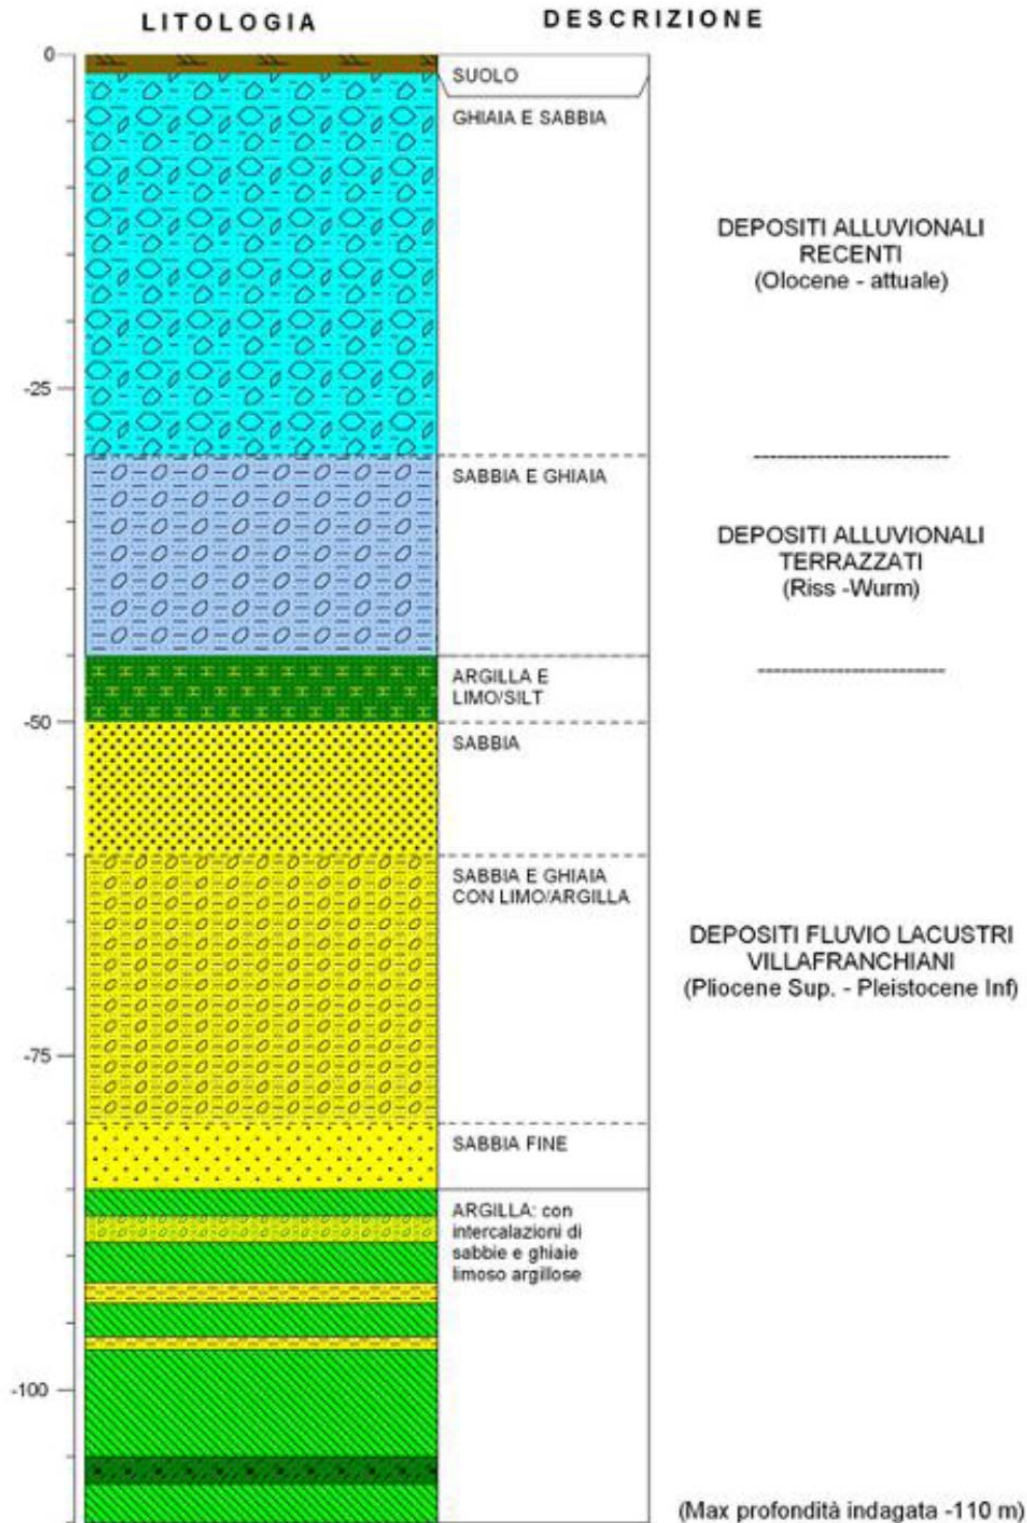 LITOLOGIA
DESCRIZIONE
0
SUOLO
GHIAIA E SABBIA
DEPOSITI ALLUVIONALI
RECENTI
(Olocene - attuale)
-25
SABBIA E GHIAIA
DEPOSITI ALLUVIONALI
TERRAZZATI
(Riss -Wurm)
ARGILLA E
LIMO/SILT
-50
SABBIA
SABBIA E GHIAIA
CON LIMO/ARGILLA
DEPOSITI FLUVIO LACUSTRI
VILLAFRANCHIANI
(Pliocene Sup. - Pleistocene Inf)
-75
SABBIA FINE
ARGILLA: con
intercalazioni di
sabbie e ghiaie
limoso argillose
-100
(Max profondità indagata -110 m)